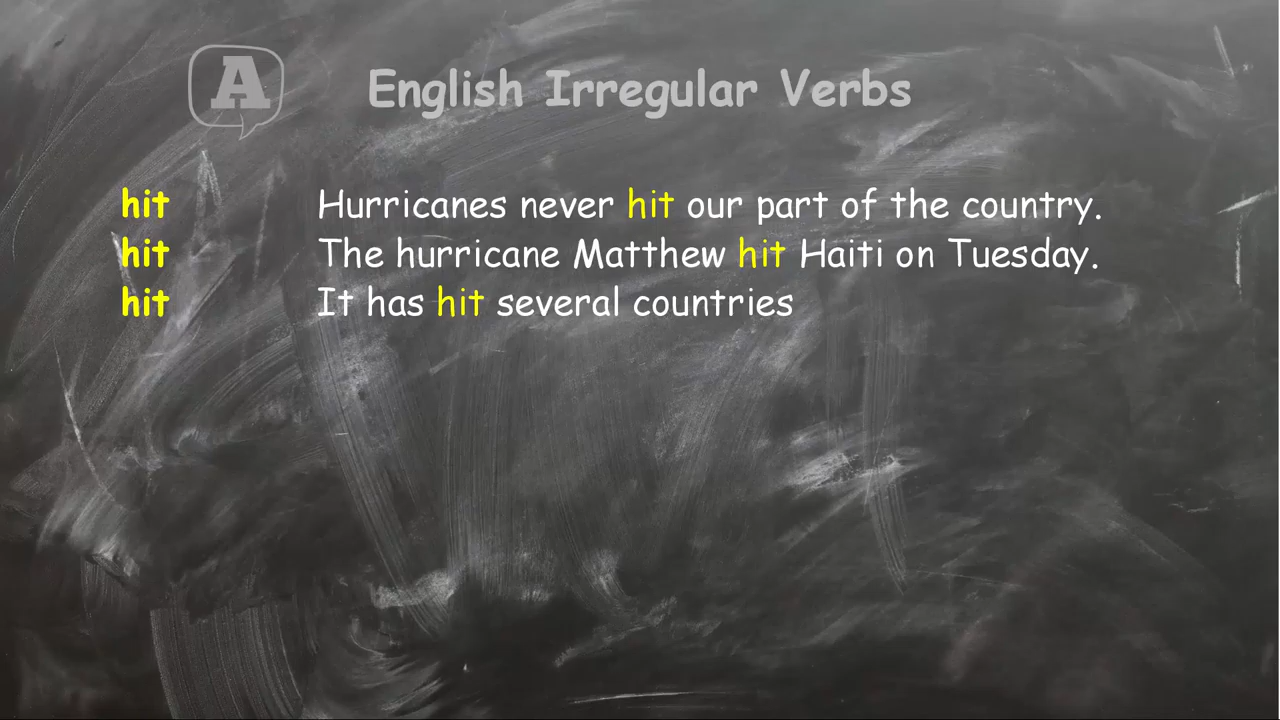 A
English Irregular Verbs
hit Hurricanes never hit our part of the country.
hit The hurricane Matthew hit Haiti on Tuesday.
hit It has hit several countries